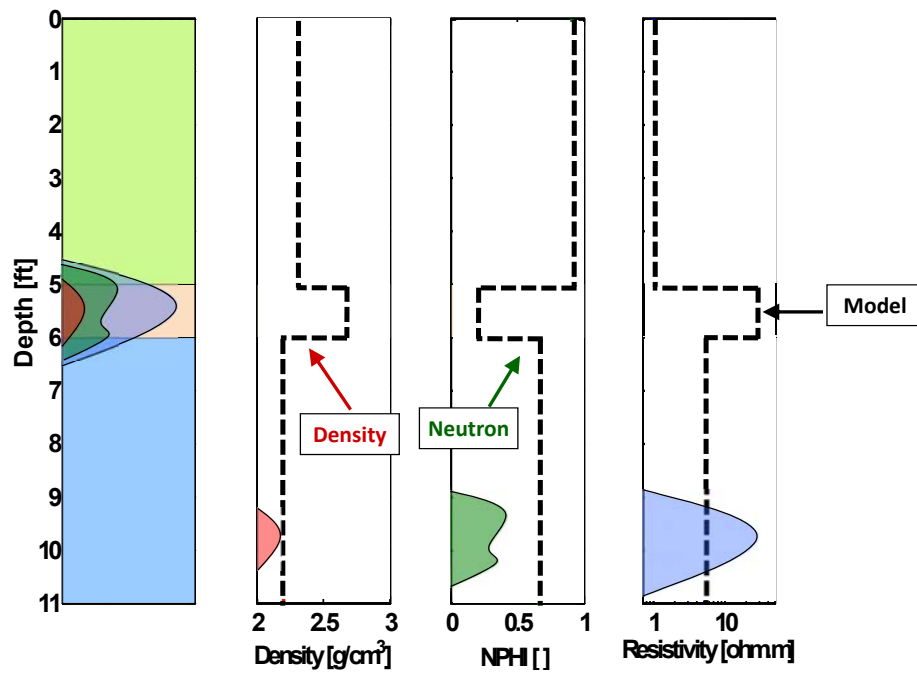 0
1
2
3
4
5
6
7
8
9
10
11
Depth [ft]
Density
Neutron
Model
2 2.5 3
Density [g/cm³]
0 0.5 1
NPHI [ ]
1 10
Resistivity [ohm.m]